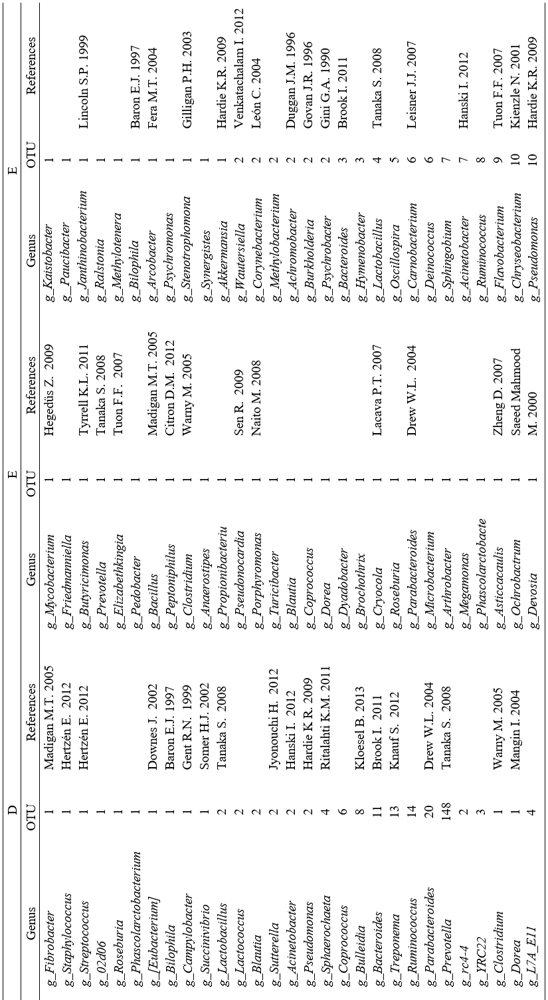 D E E
Genus OTU References Genus OTU References Genus OTU References
g_Fibrobacter 1 Madigan M.T. 2005 g_Mycobacterium 1 Hegedüs Z. 2009 g_Kaistobacter 1
g_Staphylococcus 1 Hertzén E. 2012 g_Friedmanniella 1 g_Paucibacter 1
g_Streptococcus 1 Hertzén E. 2012 g_Butyricimonas 1 Tyrrell K.L. 2011 g_Janthinobacterium 1 Lincoln S.P. 1999
g_02d06 1 g_Prevotella 1 Tanaka S. 2008 g_Ralstonia 1
g_Roseburia 1 g_Elizabethkingia 1 Tuon F.F. 2007 g_Methylotenera 1
g_Phascolarctobacterium 1 g_Pedobacter 1 g_Bilophila 1 Baron E.J. 1997
g_[Eubacterium] 1 Downes J. 2002 g_Bacillus 1 Madigan M.T. 2005 g_Arcobacter 1 Fera M.T. 2004
g_Bilophila 1 Baron E.J. 1997 g_Peptoniphilus 1 Citron D.M. 2012 g_Psychromonas 1
g_Campylobacter 1 Gent R.N. 1999 g_Clostridium 1 Warny M. 2005 g_Stenotrophomona 1 Gilligan P.H. 2003
g_Succinivibrio 1 Somer H.J. 2002 g_Anaerostipes 1 g_Synergistes 1
g_Lactobacillus 2 Tanaka S. 2008 g_Propionibacteriu 1 g_Akkermansia 1 Hardie K.R. 2009
g_Lactococcus 2 g_Pseudonocardia 1 Sen R. 2009 g_Wautersiella 2 Venkatachalam I. 2012
g_Blautia 2 g_Porphyromonas 1 Naito M. 2008 g_Corynebacterium 2 León C. 2004
g_Sutterella 2 Jyonouchi H. 2012 g_Turicibacter 1 g_Methylobacterium 2
g_Acinetobacter 2 Hanski I. 2012 g_Blautia 1 g_Achromobacter 2 Duggan J.M. 1996
g_Pseudomonas 2 Hardie K R. 2009 g_Coprococcus 1 g_Burkholderia 2 Govan J.R. 1996
g_Sphaerochaeta 4 Ritalahti K.M. 2011 g_Dorea 1 g_Psychrobacter 2 Gini G.A. 1990
g_Coprococcus 6 g_Dyadobacter 1 g_Bacteroides 3 Brook I. 2011
g_Bulleidia 8 Kloesel B. 2013 g_Brochothrix 1 g_Hymenobacter 3
g_Bacteroides 11 Brook I. 2011 g_Cryocola 1 Lacava P.T. 2007 g_Lactobacillus 4 Tanaka S. 2008
g_Treponema 13 Knauf S. 2012 g_Roseburia 1 g_Oscillospira 5
g_Ruminococcus 14 g_Parabacteroides 1 Drew W.L. 2004 g_Carnobacterium 6 Leisner J.J. 2007
g_Parabacteroides 20 Drew W.L. 2004 g_Microbacterium 1 g_Deinococcus 6
g_Prevotella 148 Tanaka S. 2008 g_Arthrobacter 1 g_Sphingobium 7
g_rc4-4 2 g_Megamonas 1 g_Acinetobacter 7 Hanski I. 2012
g_YRC22 3 g_Phascolarctobacte 1 g_Ruminococcus 8
g_Clostridium 1 Warny M. 2005 g_Asticcacaulis 1 Zheng D. 2007 g_Flavobacterium 9 Tuon F.F. 2007
g_Dorea 1 Mangin I. 2004 g_Ochrobactrum 1 Saeed Mahmood g_Chryseobacterium 10 Kienzle N. 2001
g_L7A_E11 4 g_Devosia 1 M. 2000 g_Pseudomonas 10 Hardie K.R. 2009